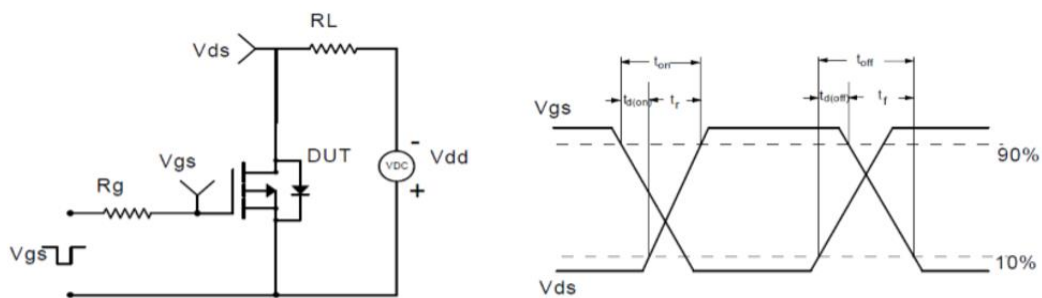 RL
Vds
Vgs
DUT
VDC
-
Vdd
+
Rg
Vgs
ton
toff
td(on)
tr
td(off)
tf
Vgs
90%
10%
Vds